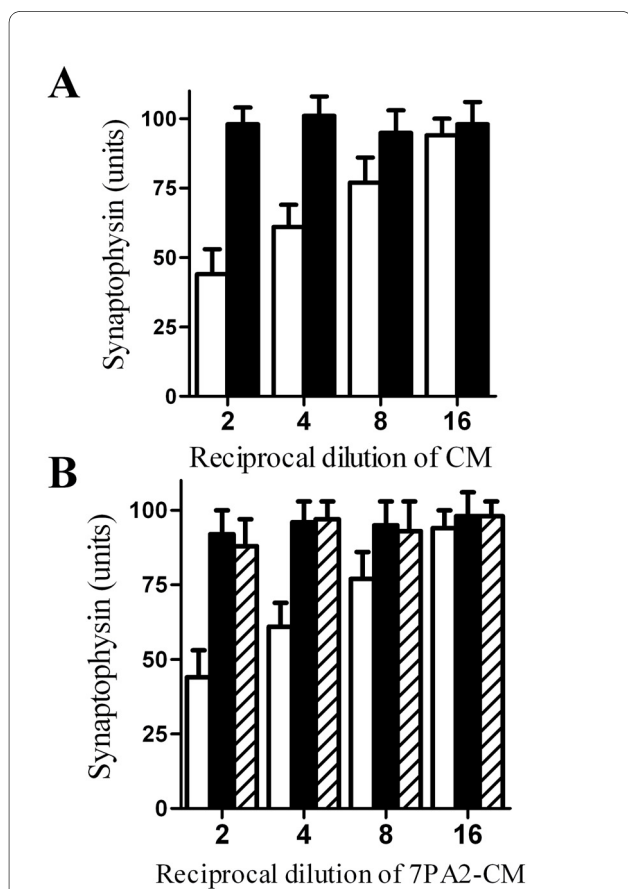 A
Synaptophysin (units)
100
75
50
25
0
2 4 8 16
Reciprocal dilution of CM
B
Synaptophysin (units)
100
75
50
25
0
2 4 8 16
Reciprocal dilution of 7PA2-CM